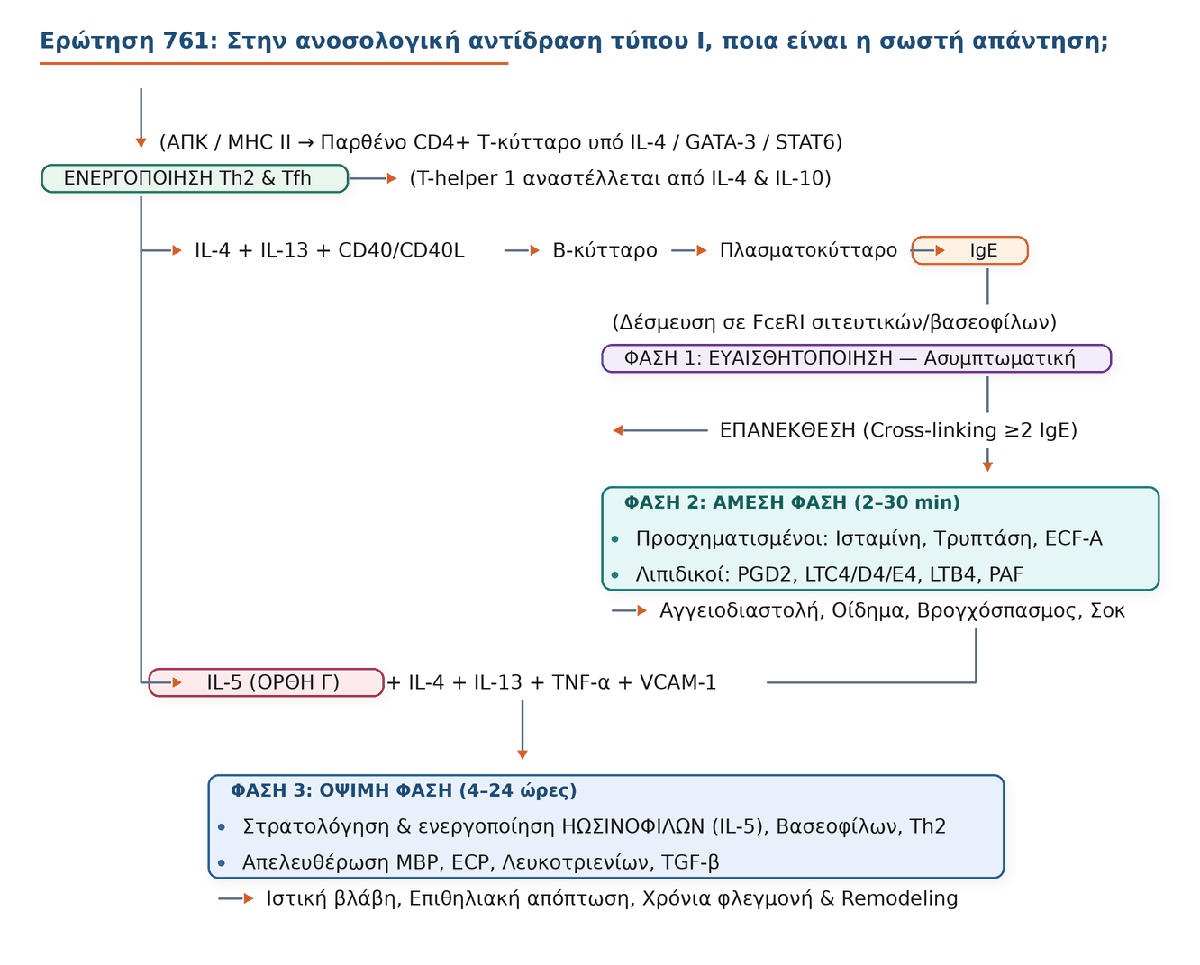 Ερώτηση 761: Στην ανοσολογική αντίδραση τύπου Ι, ποια είναι η σωστή απάντηση;
(ΑΠΚ / MHC II → Παρθένο CD4+ Τ-κύτταρο υπό IL-4 / GATA-3 / STAT6)
ΕΝΕΡΓΟΠΟΙΗΣΗ Th2 & Tfh (T-helper 1 αναστέλλεται από IL-4 & IL-10)
IL-4 + IL-13 + CD40/CD40L Β-κύτταρο Πλασματοκύτταρο IgE
(Δέσμευση σε FcεRI σιτευτικών/βασεοφίλων)
ΦΑΣΗ 1: ΕΥΑΙΣΘΗΤΟΠΟΙΗΣΗ — Ασυμπτωματική
ΕΠΑΝΕΚΘΕΣΗ (Cross-linking ≥2 IgE)
ΦΑΣΗ 2: ΑΜΕΣΗ ΦΑΣΗ (2–30 min)
• Προσχηματισμένοι: Ισταμίνη, Τρυπτάση, ECF-A
• Λιπιδικοί: PGD2, LTC4/D4/E4, LTB4, PAF
Αγγειοδιαστολή, Οίδημα, Βρογχόσπασμος, Σοκ
IL-5 (ΟΡΘΗ Γ) + IL-4 + IL-13 + TNF-α + VCAM-1
ΦΑΣΗ 3: ΟΨΙΜΗ ΦΑΣΗ (4–24 ώρες)
• Στρατολόγηση & ενεργοποίηση ΗΩΣΙΝΟΦΙΛΩΝ (IL-5), Βασεοφίλων, Th2
• Απελευθέρωση MBP, ECP, Λευκοτριενίων, TGF-β
Ιστική βλάβη, Επιθηλιακή απόπτωση, Χρόνια φλεγμονή & Remodeling